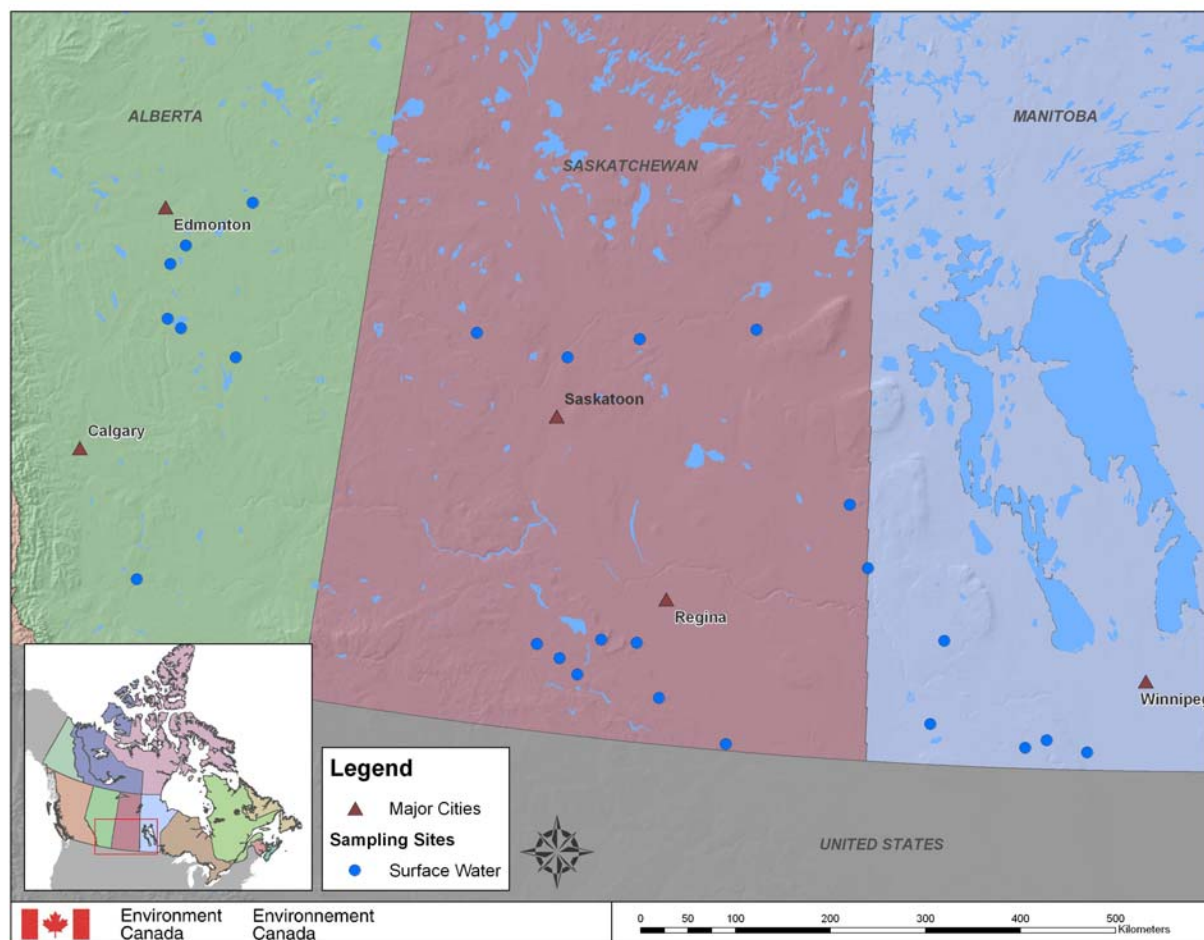 ALBERTA
MANITOBA
SASKATCHEWAN
Edmonton
Saskatoon
Calgary
Regina
Winnipeg
Legend
Major Cities
Sampling Sites
Surface Water
UNITED STATES
Environment Environnement
Canada Canada
0 50 100 200 300 400 500
Kilometers